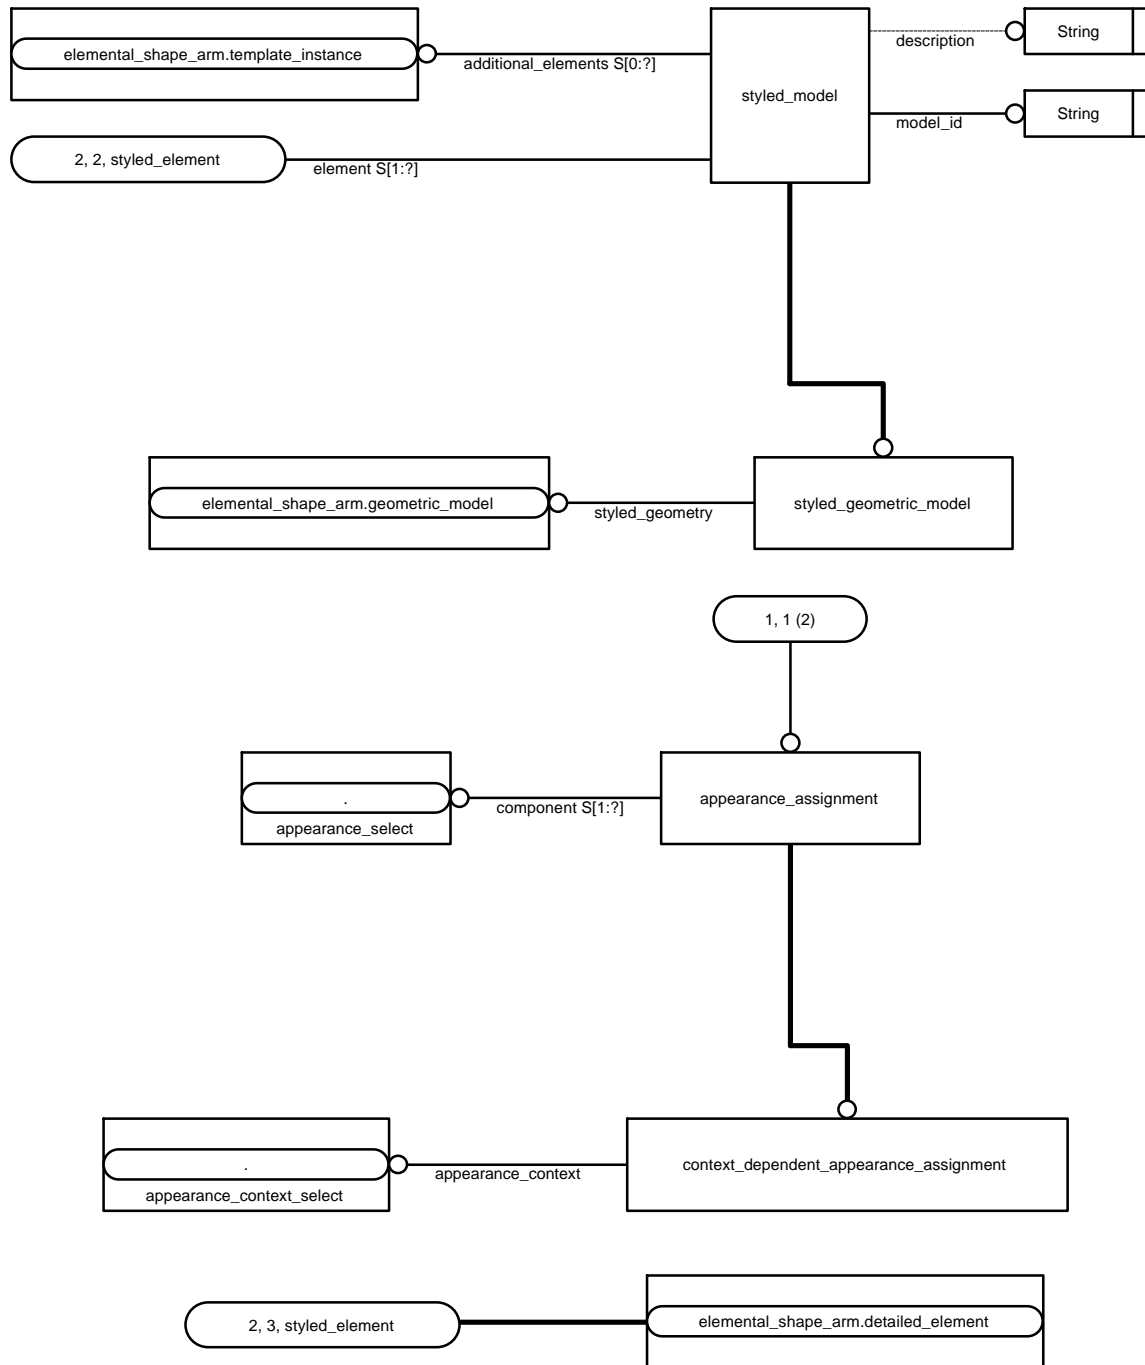 elemental_shape_arm.template_instance
additional_elements S[0:?]
styled_model
description
String
model_id
String
2, 2, styled_element
element S[1:?]
elemental_shape_arm.geometric_model
styled_geometry
styled_geometric_model
1, 1 (2)
.
appearance_select
component S[1:?]
appearance_assignment
.
appearance_context_select
appearance_context
context_dependent_appearance_assignment
2, 3, styled_element
elemental_shape_arm.detailed_element